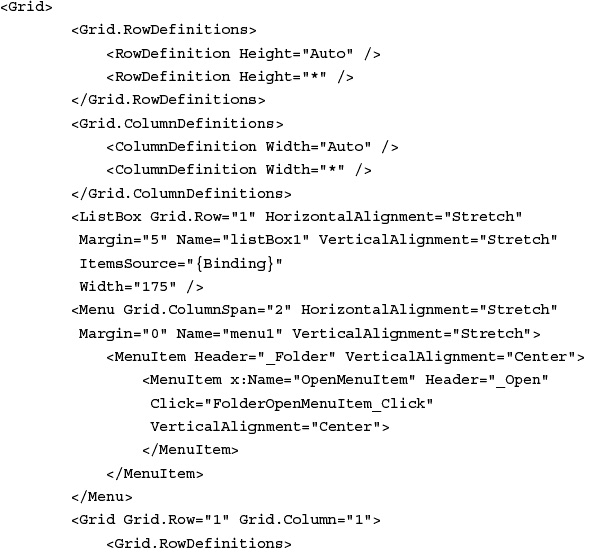 <Grid>
<Grid.RowDefinitions>
<RowDefinition Height="Auto" />
<RowDefinition Height="*" />
</Grid.RowDefinitions>
<Grid.ColumnDefinitions>
<ColumnDefinition Width="Auto" />
<ColumnDefinition Width="*" />
</Grid.ColumnDefinitions>
<ListBox Grid.Row="1" HorizontalAlignment="Stretch"
Margin="5" Name="listBox1" VerticalAlignment="Stretch"
ItemsSource="{Binding}"
Width="175" />
<Menu Grid.ColumnSpan="2" HorizontalAlignment="Stretch"
Margin="0" Name="menu1" VerticalAlignment="Stretch">
<MenuItem Header="_Folder" VerticalAlignment="Center">
<MenuItem x:Name="OpenMenuItem" Header="_Open"
Click="FolderOpenMenuItem_Click"
VerticalAlignment="Center">
</MenuItem>
</MenuItem>
</Menu>
<Grid Grid.Row="1" Grid.Column="1">
<Grid.RowDefinitions>